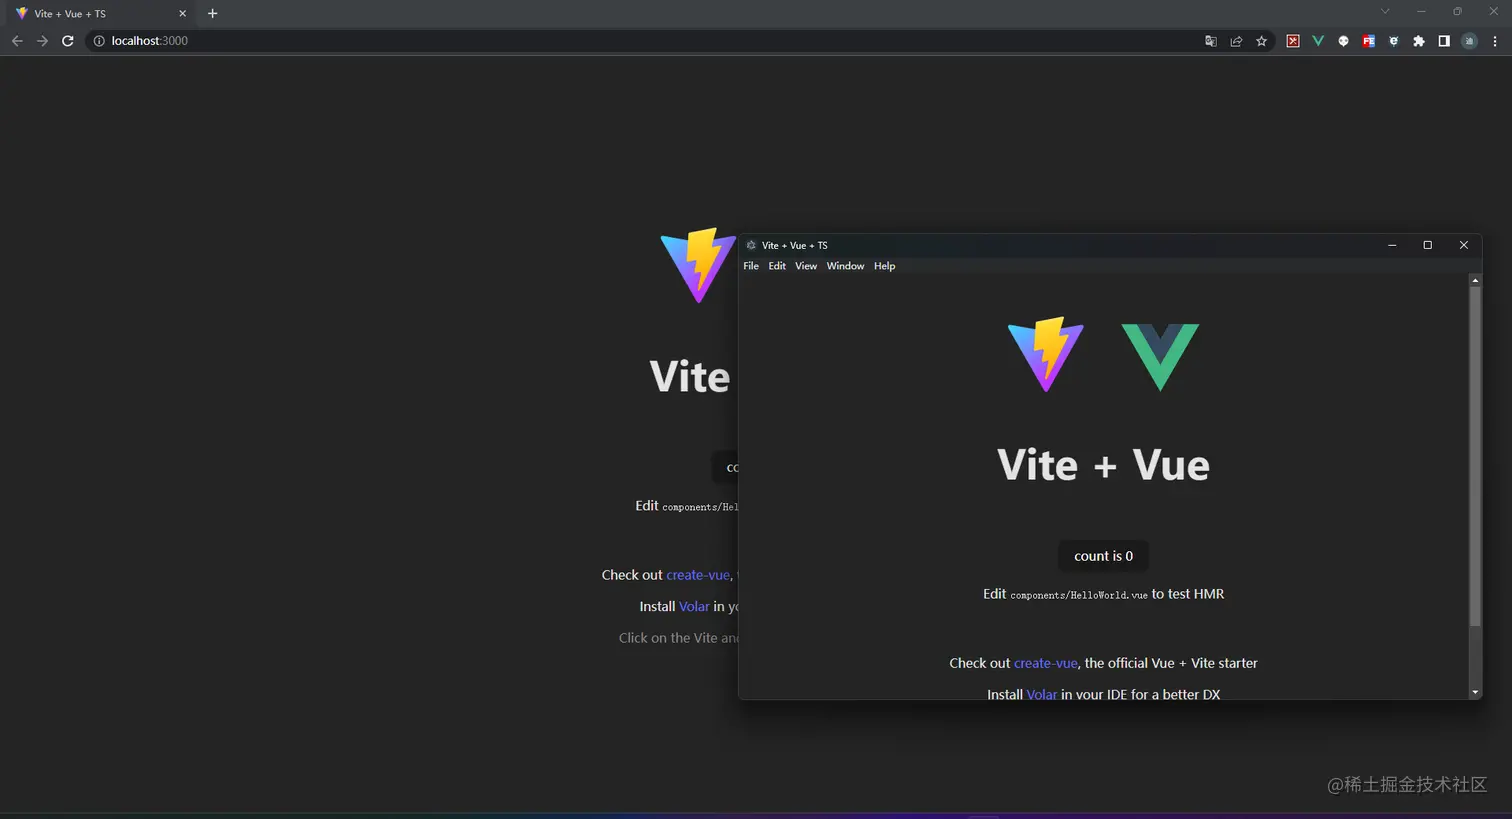 Vite + Vue + TS
localhost:3000
Vite
Edit components/Hel
Check out create-vue,
Install Volar in yo
Click on the Vite and
Vite + Vue + TS
File Edit View Window Help
Vite + Vue
count is 0
Edit components/HelloWorld.vue to test HMR
Check out create-vue, the official Vue + Vite starter
Install Volar in your IDE for a better DX
@稀土掘金技术社区